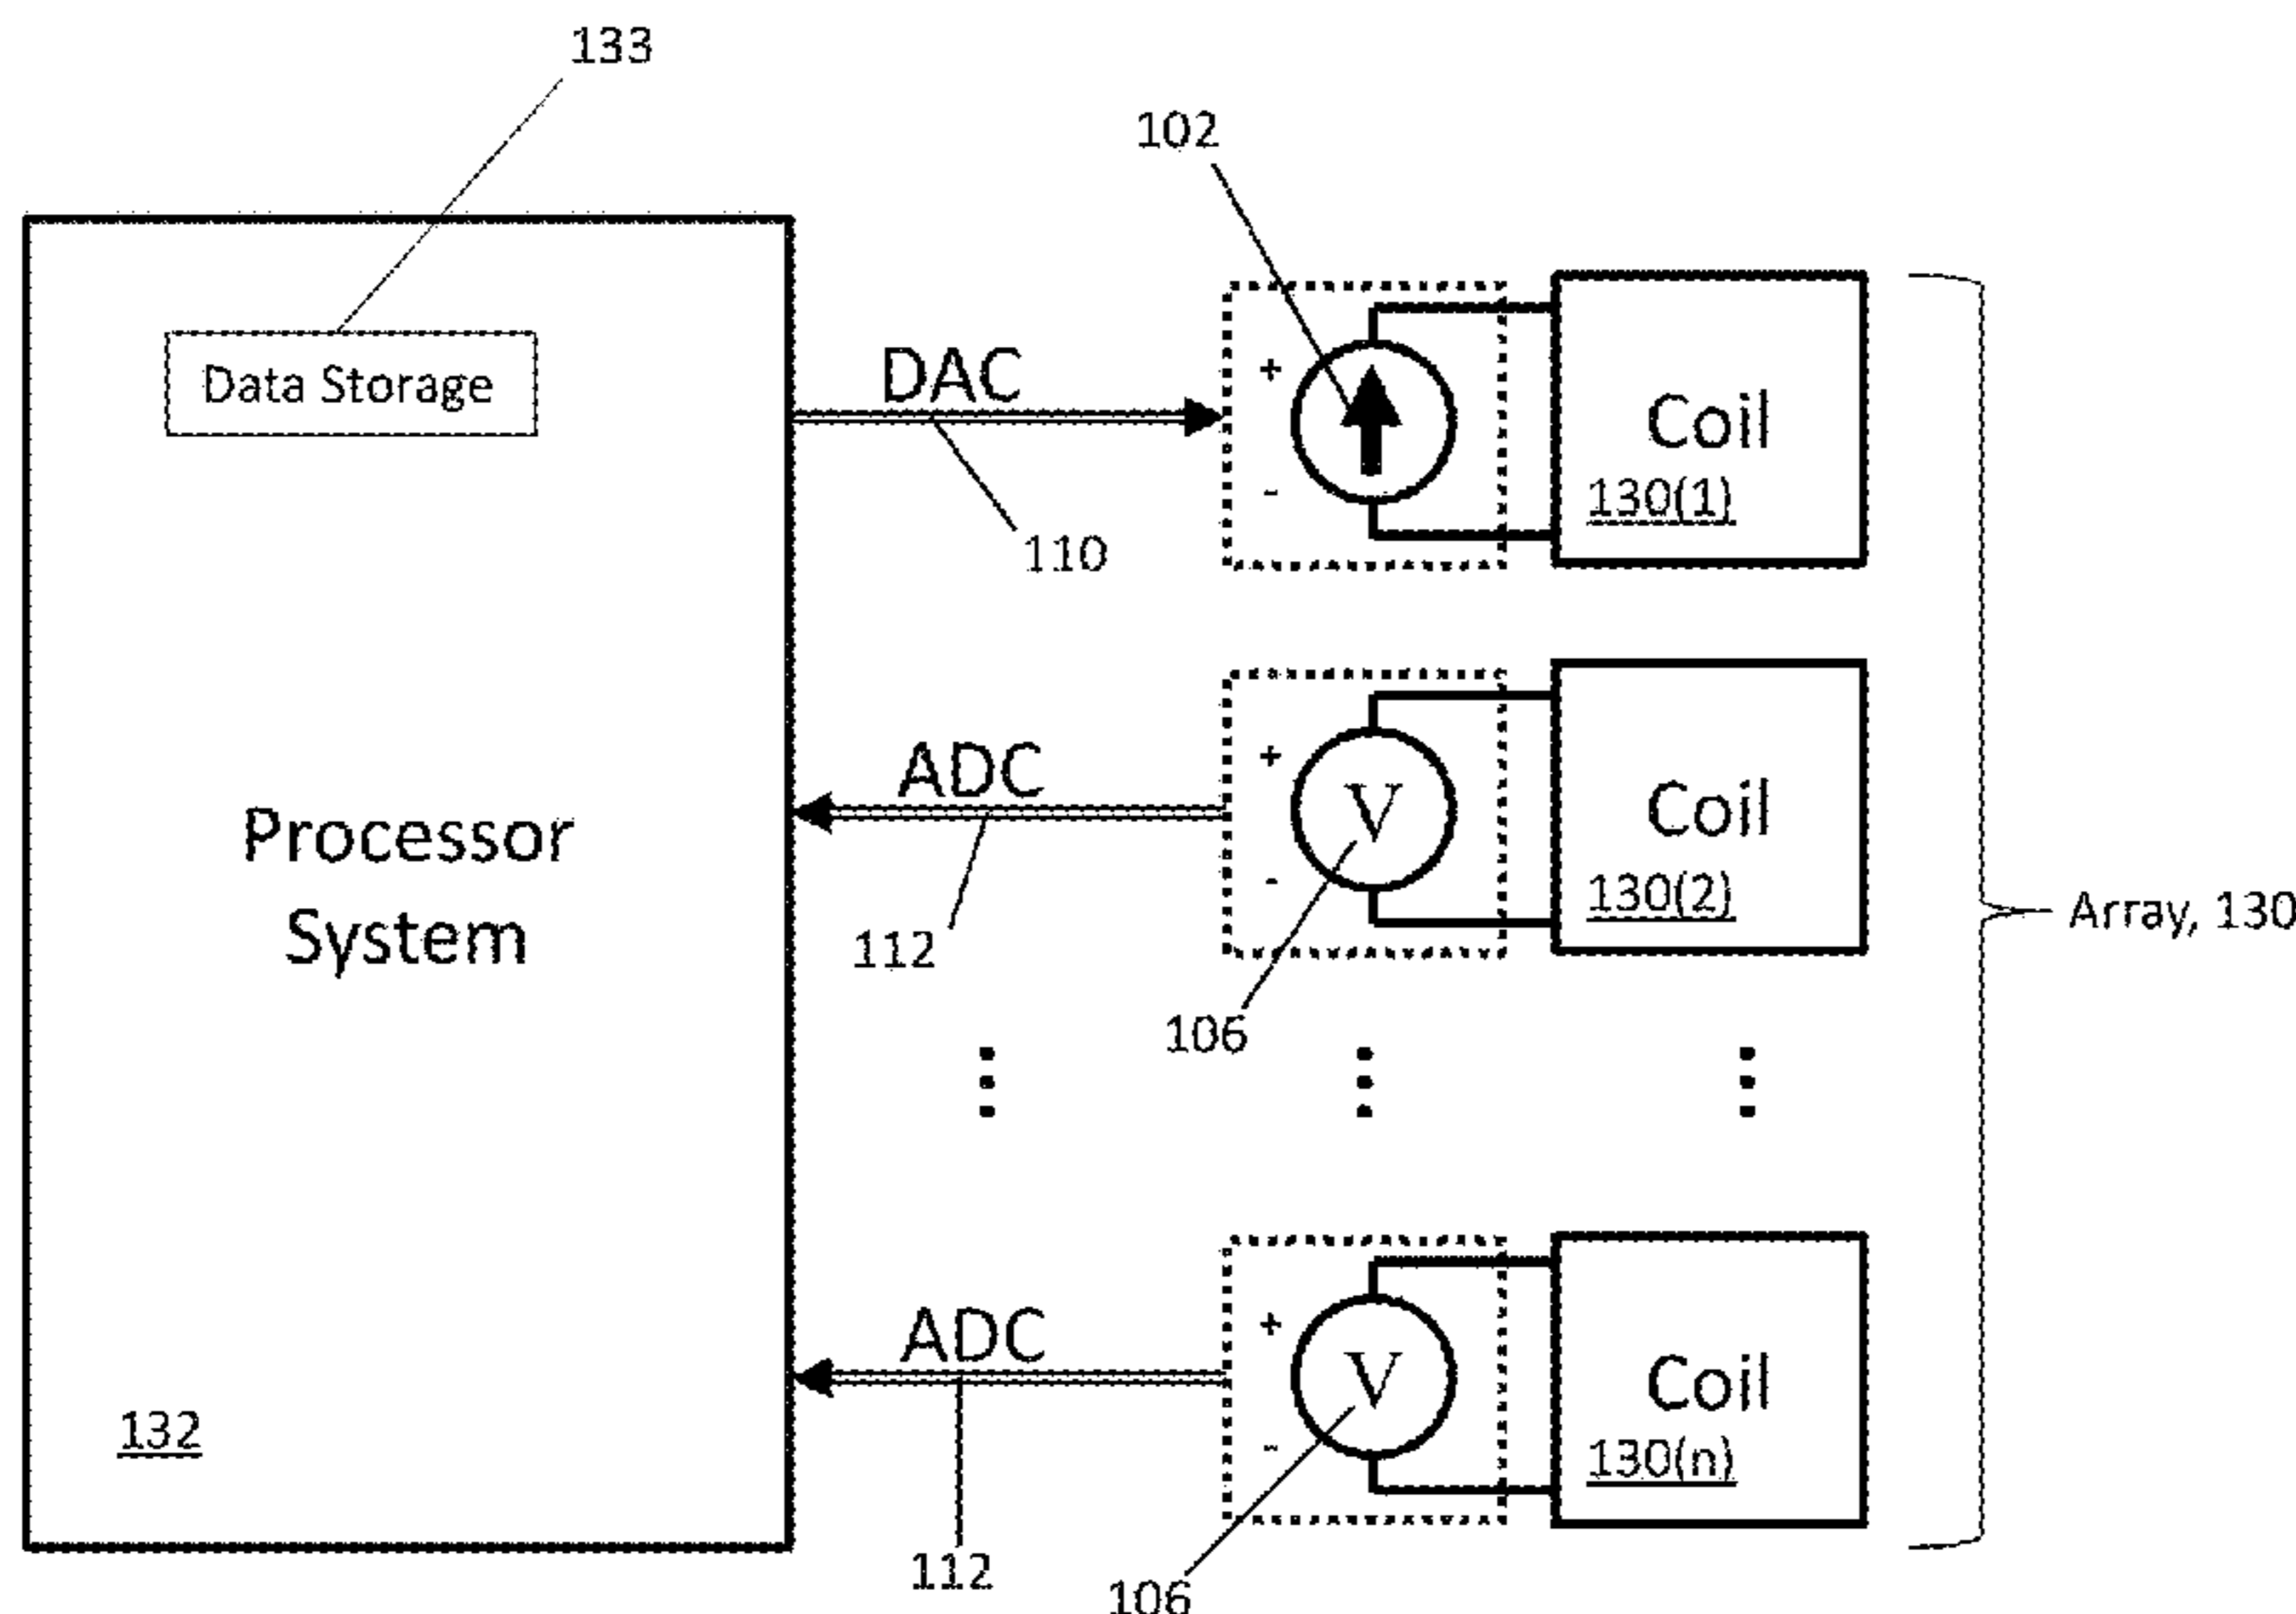 133
102
Data Storage
DAC
+
-
Coil
130(1)
110
ADC
+
V
-
Coil
130(2)
Processor
System
112
106
Array, 130
ADC
+
V
-
Coil
130(n)
132
112
106